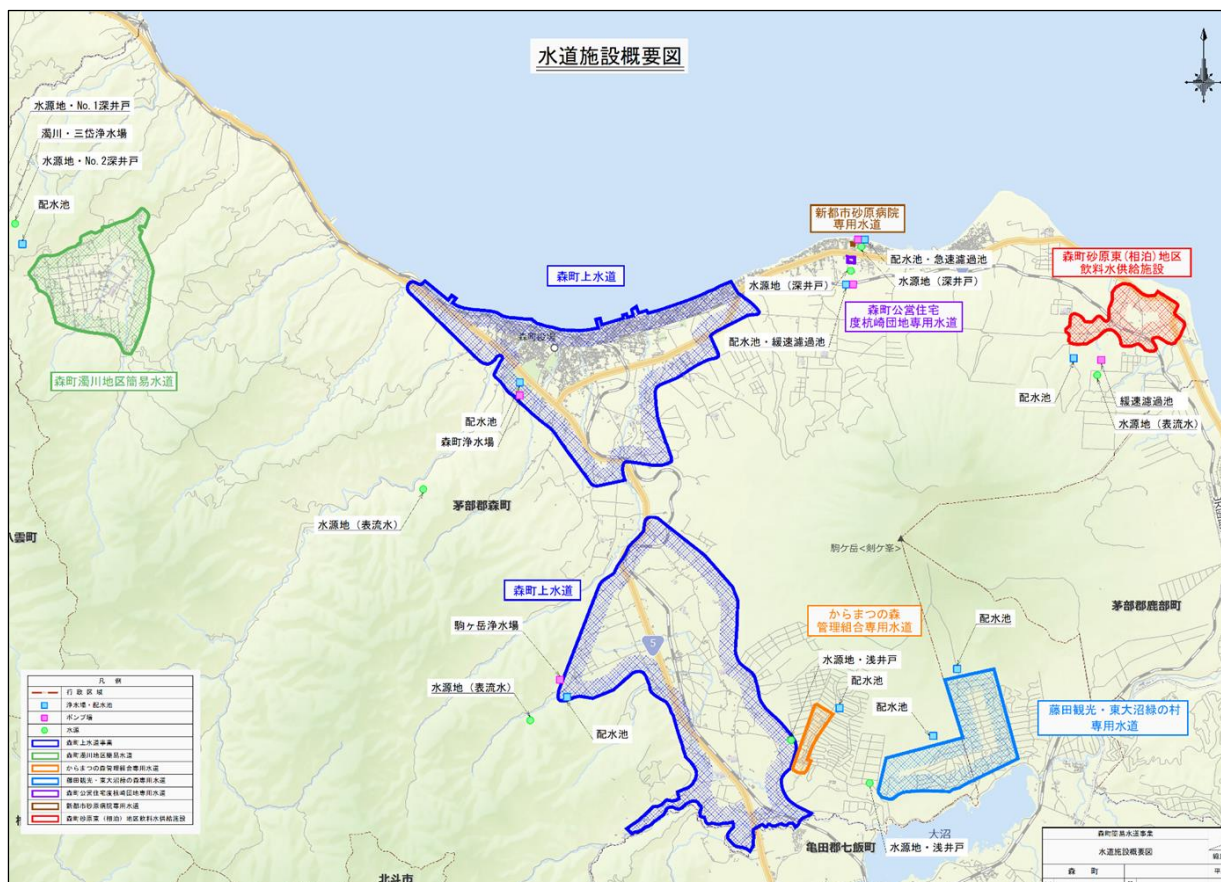 水道施設概要図
水源地・No.1深井戸
濁川・三岱浄水場
水源地・No.2深井戸
配水池
森町濁川地区簡易水道
森町上水道
新都市砂原病院
専用水道
配水池・急速濾過池
水源地（深井戸）
水源地（深井戸）
森町公営住宅
度杭崎団地専用水道
森町砂原東(相泊)地区
飲料水供給施設
配水池・緩速濾過池
配水池
緩速濾過池
水源地（表流水）
配水池
森町浄水場
水源地（表流水）
茅部郡森町
八雲町
駒ケ岳<剣ケ峯>
茅部郡鹿部町
森町上水道
5
駒ヶ岳浄水場
水源地（表流水）
配水池
からまつの森
管理組合専用水道
水源地・浅井戸
配水池
配水池
配水池
藤田観光・東大沼緑の村
専用水道
大沼
水源地・浅井戸
亀田郡七飯町
北斗市
凡例
行政区域
浄水場・配水池
ポンプ場
水源
森町上水道事業
森町濁川地区簡易水道
からまつの森管理組合専用水道
藤田観光・東大沼緑の森専用水道
森町公営住宅度杭崎団地専用水道
新都市砂原病院専用水道
森町砂原東（相泊）地区飲料水供給施設
森町簡易水道事業
水道施設概要図
森町